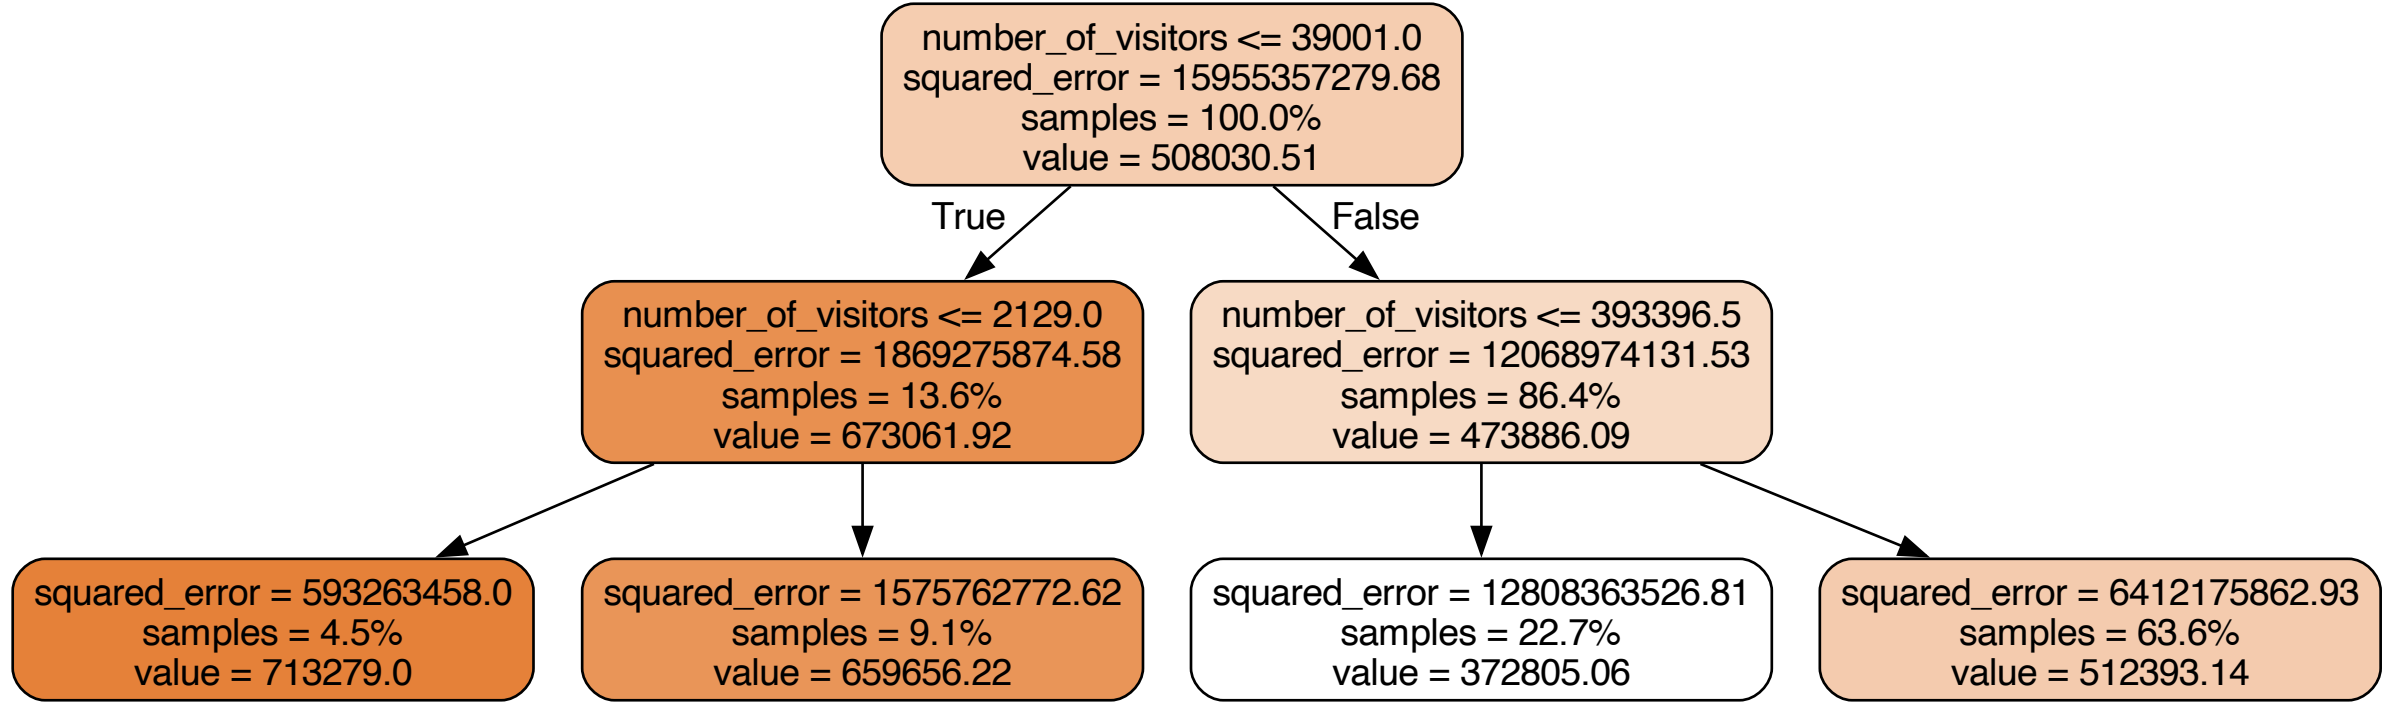 number_of_visitors <= 39001.0
squared_error = 15955357279.68
samples = 100.0%
value = 508030.51
True
False
number_of_visitors <= 2129.0
squared_error = 1869275874.58
samples = 13.6%
value = 673061.92
number_of_visitors <= 393396.5
squared_error = 12068974131.53
samples = 86.4%
value = 473886.09
squared_error = 593263458.0
samples = 4.5%
value = 713279.0
squared_error = 1575762772.62
samples = 9.1%
value = 659656.22
squared_error = 12808363526.81
samples = 22.7%
value = 372805.06
squared_error = 6412175862.93
samples = 63.6%
value = 512393.14